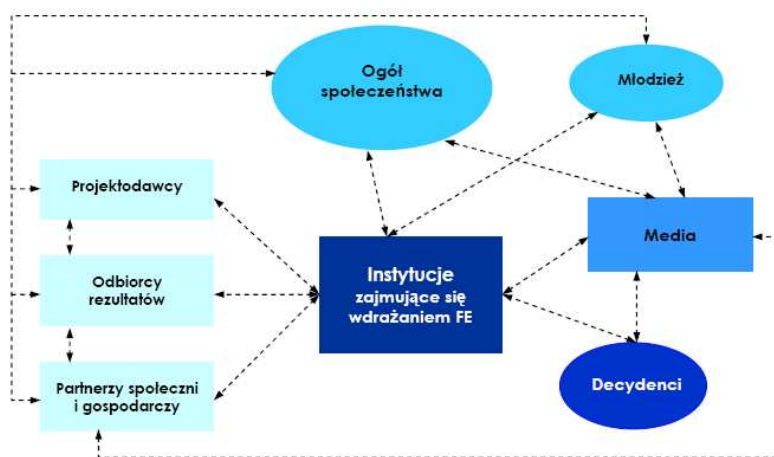 Ogół
społeczeństwa
Młodzież
Projektodawcy
Media
Instytucje
zajmujące się
wdrażaniem FE
Odbiorcy
rezultatów
Partnerzy społeczni
i gospodarczy
Decydenci